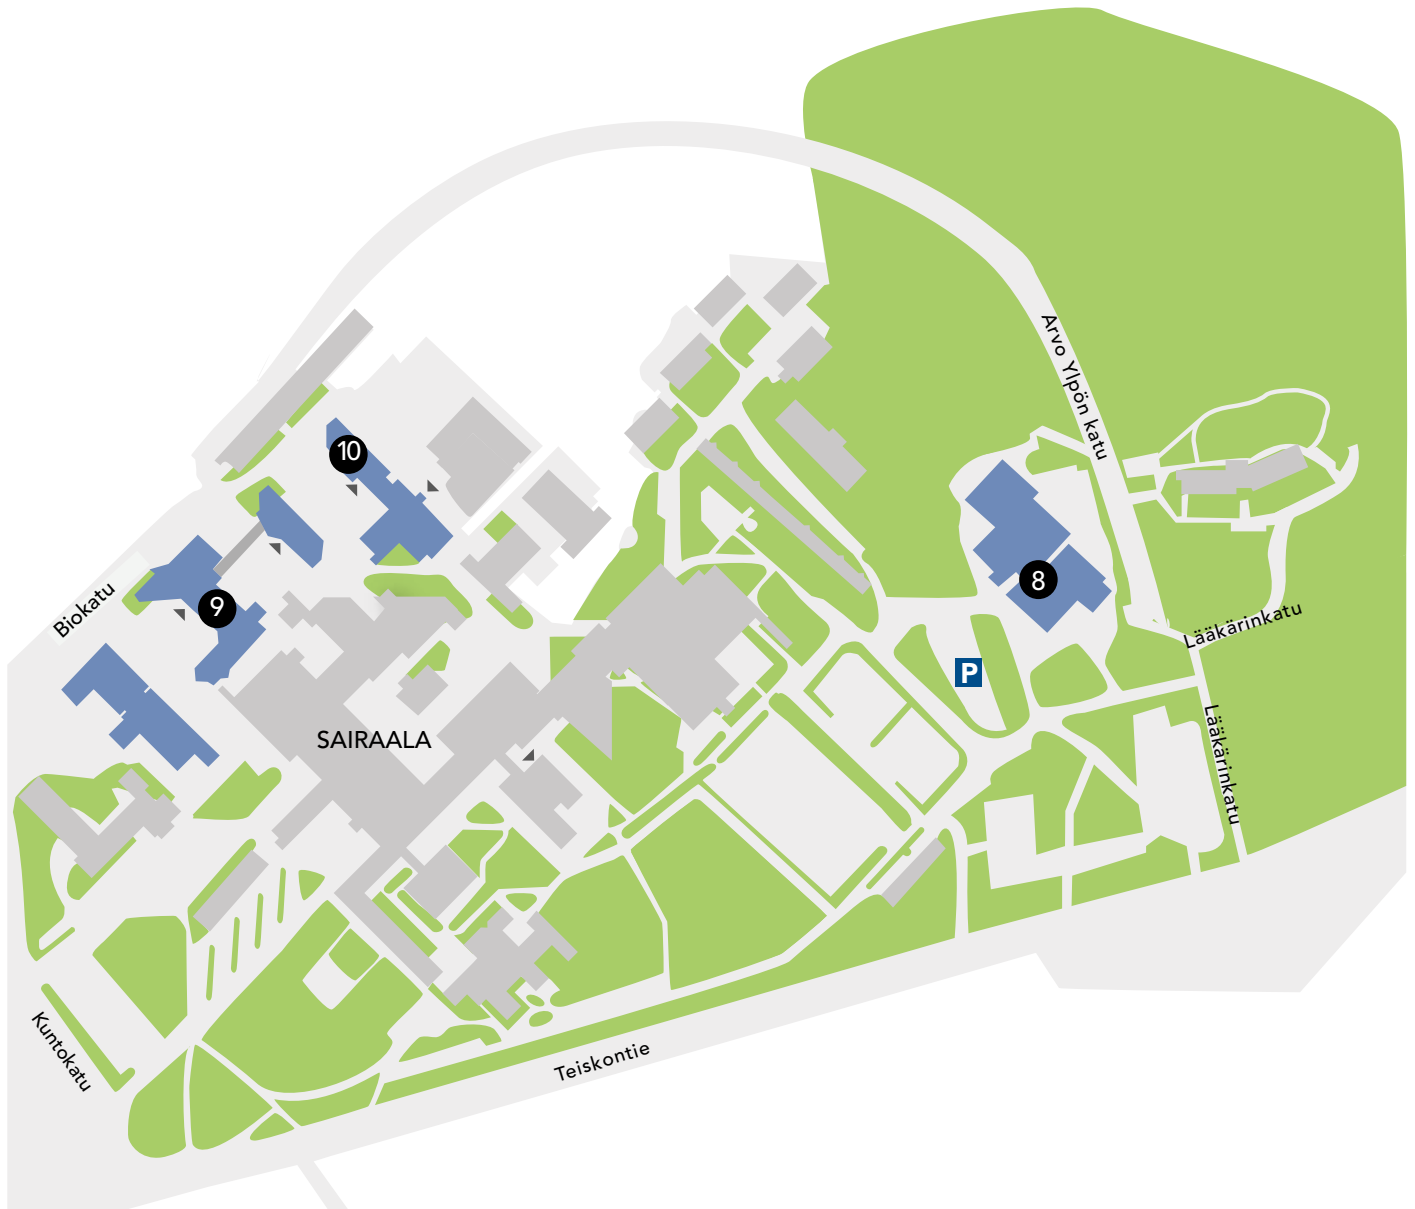 Arvo Ylpön katu
10
8
Biokatu
9
Lääkärinkatu
P
Lääkärinkatu
SAIRAALA
Kuntokatu
Teiskontie